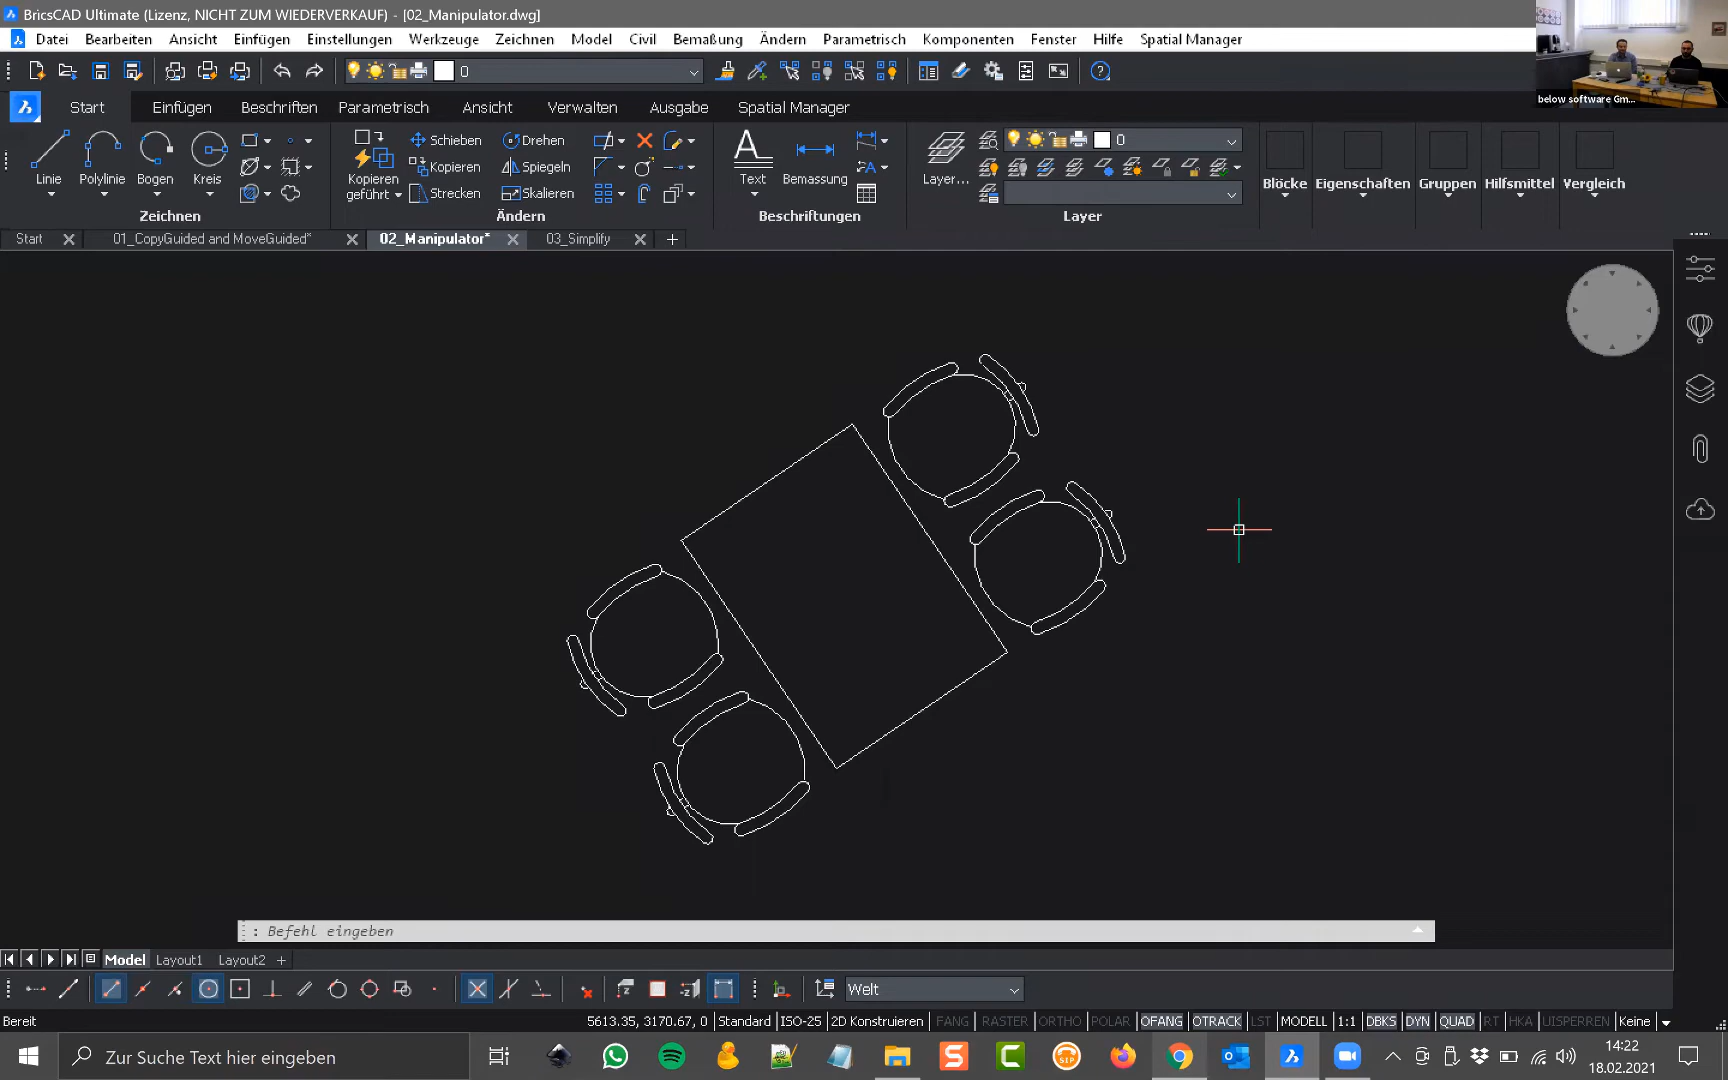 BricsCAD Ultimate (Lizenz, NICHT ZUM WIEDERVERKAUF) - [02_Manipulator.dwg]
Datei Bearbeiten Ansicht Einfügen Einstellungen Werkzeuge Zeichnen Model Civil Bemaßung Ändern Parametrisch Komponenten Fenster Hilfe Spatial Manager
0
below software Gm...
Start Einfügen Beschriften Parametrisch Ansicht Verwalten Ausgabe Spatial Manager
Schieben Drehen 0
Kopieren Spiegeln
Linie Polylinie Bogen Kreis Kopieren geführt Text Bemassung Layer... Blöcke Eigenschaften Gruppen Hilfsmittel Vergleich
Strecken Skalieren
Zeichnen Ändern Beschriftungen Layer
Start 01_CopyGuided and MoveGuided* 02_Manipulator* 03_Simplify
: Befehl eingeben
Model Layout1 Layout2
Welt
Bereit 5613.35, 3170.67, 0 Standard ISO-25 2D Konstruieren FANG RASTER ORTHO POLAR OFANG OTRACK LST MODELL 1:1 DBKS DYN QUAD RT HKA UISPERREN Keine
Zur Suche Text hier eingeben
14:22
18.02.2021